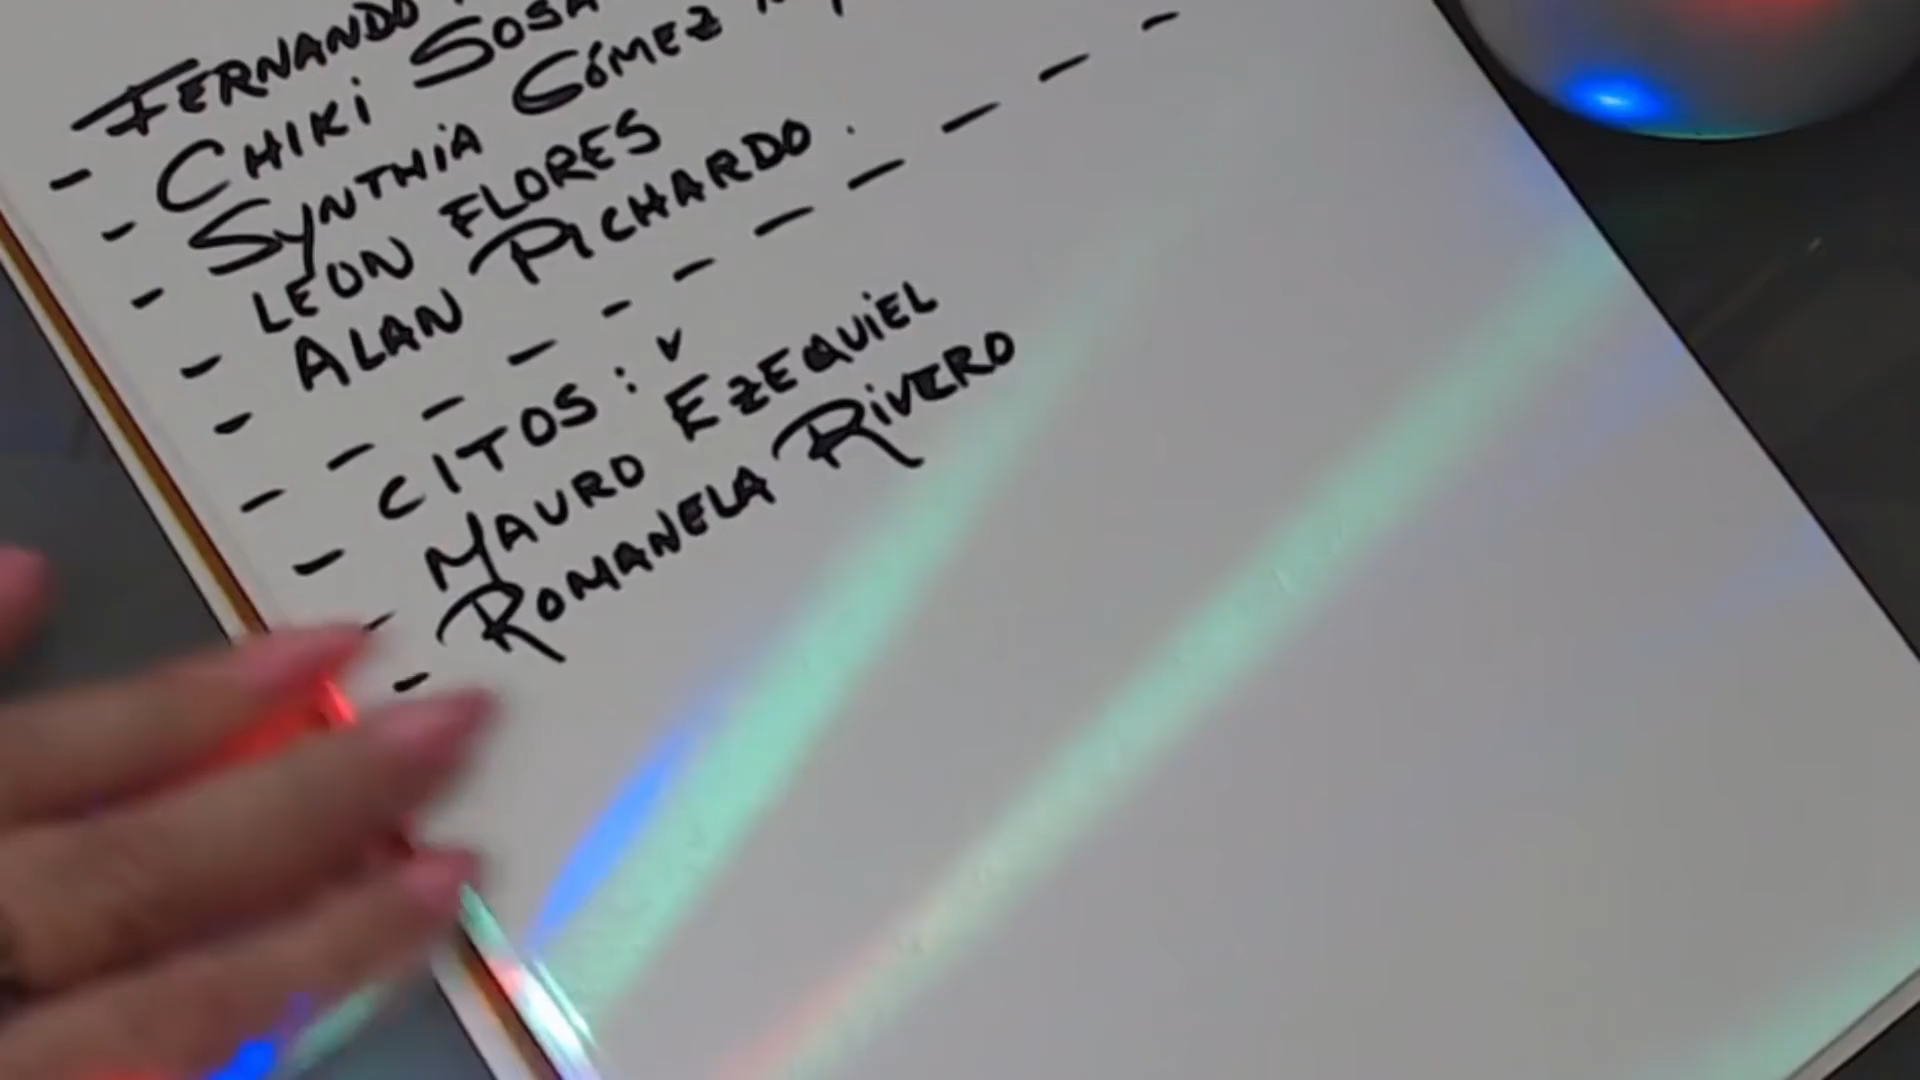 FERNANDO
- CHIKI SOSA
- SYNTHIA GÓMEZ
- LEON FLORES
- ALAN PICHARDO.
- - - - - - - - - - -
- CITOS: v
- MAURO EZEQUIEL
- ROMANELA RIVERO
-